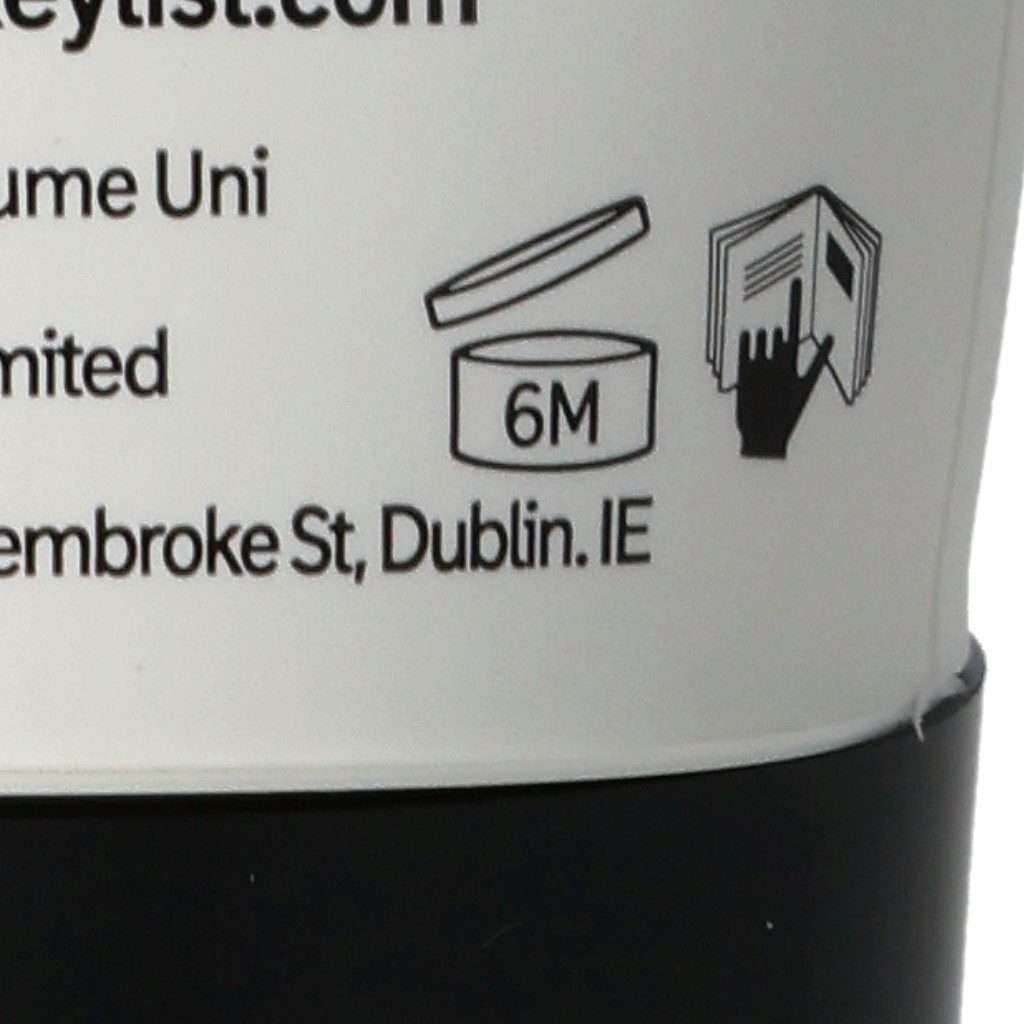 eylist.com
ume Uni
mited
6M
embroke St, Dublin. IE